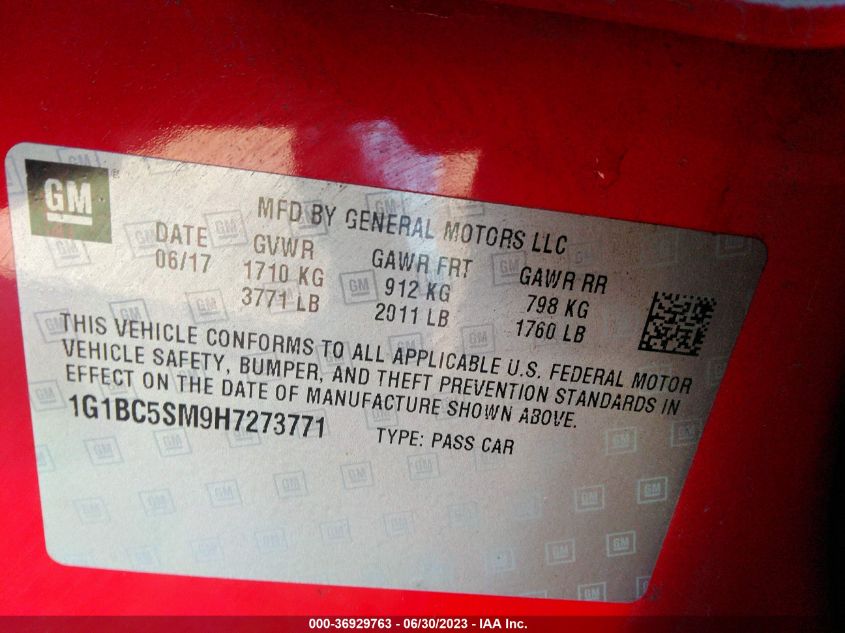 GM
MFD BY GENERAL MOTORS LLC
DATE GVWR GAWR FRT GAWR RR
06/17 1710 KG 912 KG 798 KG
3771 LB 2011 LB 1760 LB
THIS VEHICLE CONFORMS TO ALL APPLICABLE U.S. FEDERAL MOTOR
VEHICLE SAFETY, BUMPER, AND THEFT PREVENTION STANDARDS IN
EFFECT ON THE DATE OF MANUFACTURE SHOWN ABOVE.
1G1BC5SM9H7273771 TYPE: PASS CAR
000-36929763 - 06/30/2023 - IAA Inc.